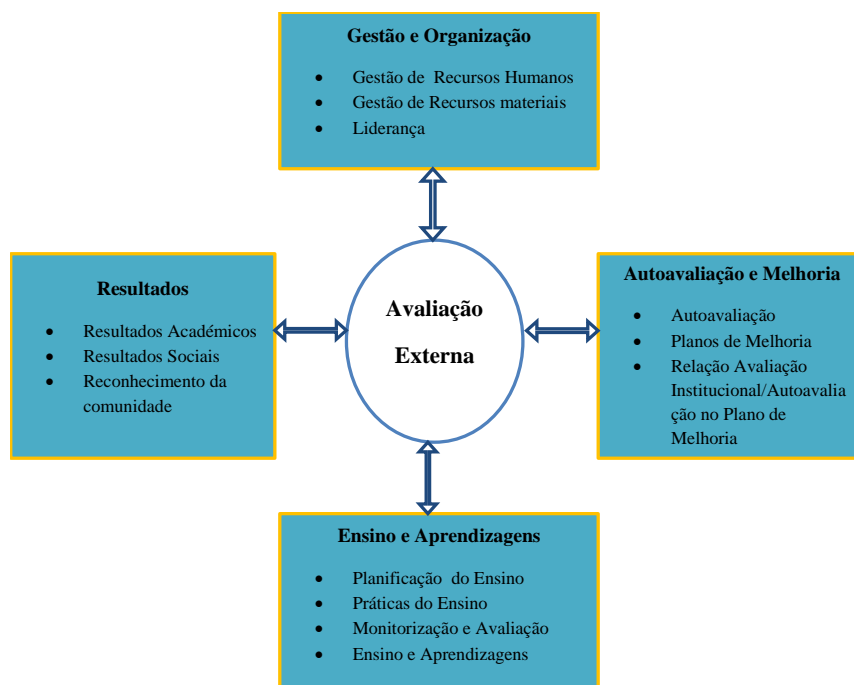 Gestão e Organização
• Gestão de Recursos Humanos
• Gestão de Recursos materiais
• Liderança
Resultados
• Resultados Académicos
• Resultados Sociais
• Reconhecimento da
comunidade
Avaliação
Externa
Autoavaliação e Melhoria
• Autoavaliação
• Planos de Melhoria
• Relação Avaliação
Institucional/Autoavalia
ção no Plano de
Melhoria
Ensino e Aprendizagens
• Planificação do Ensino
• Práticas do Ensino
• Monitorização e Avaliação
• Ensino e Aprendizagens